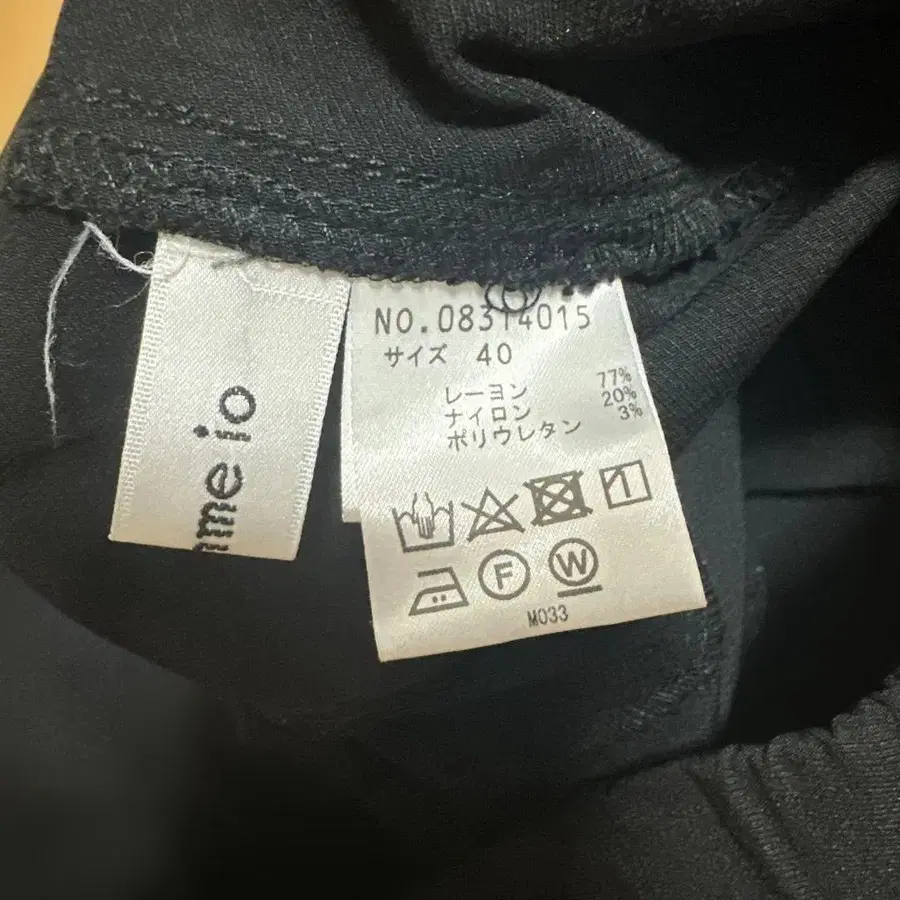 me io
NO.08314015
サイズ 40
レーヨン 77%
ナイロン 20%
ポリウレタン 3%
F
W
M033